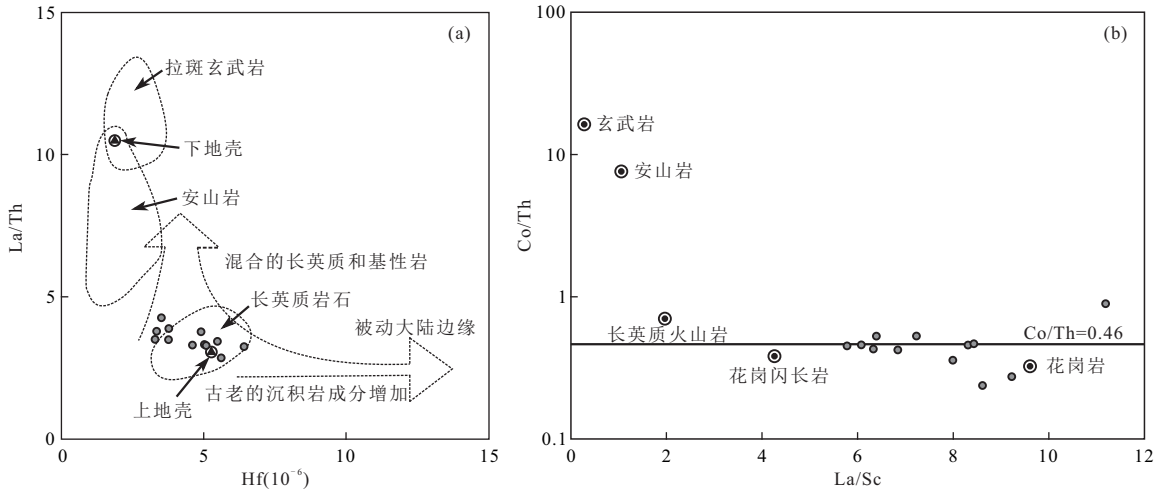 15
(a)
拉斑玄武岩
下地壳
10
安山岩
La/Th
混合的长英质和基性岩
5
长英质岩石
被动大陆边缘
古老的沉积岩成分增加
上地壳
0
0
5
10
15
Hf(10⁻⁶)
100
(b)
玄武岩
10
安山岩
Co/Th
1
长英质火山岩
Co/Th=0.46
花岗闪长岩
花岗岩
0.1
0
2
4
6
8
10
12
La/Sc